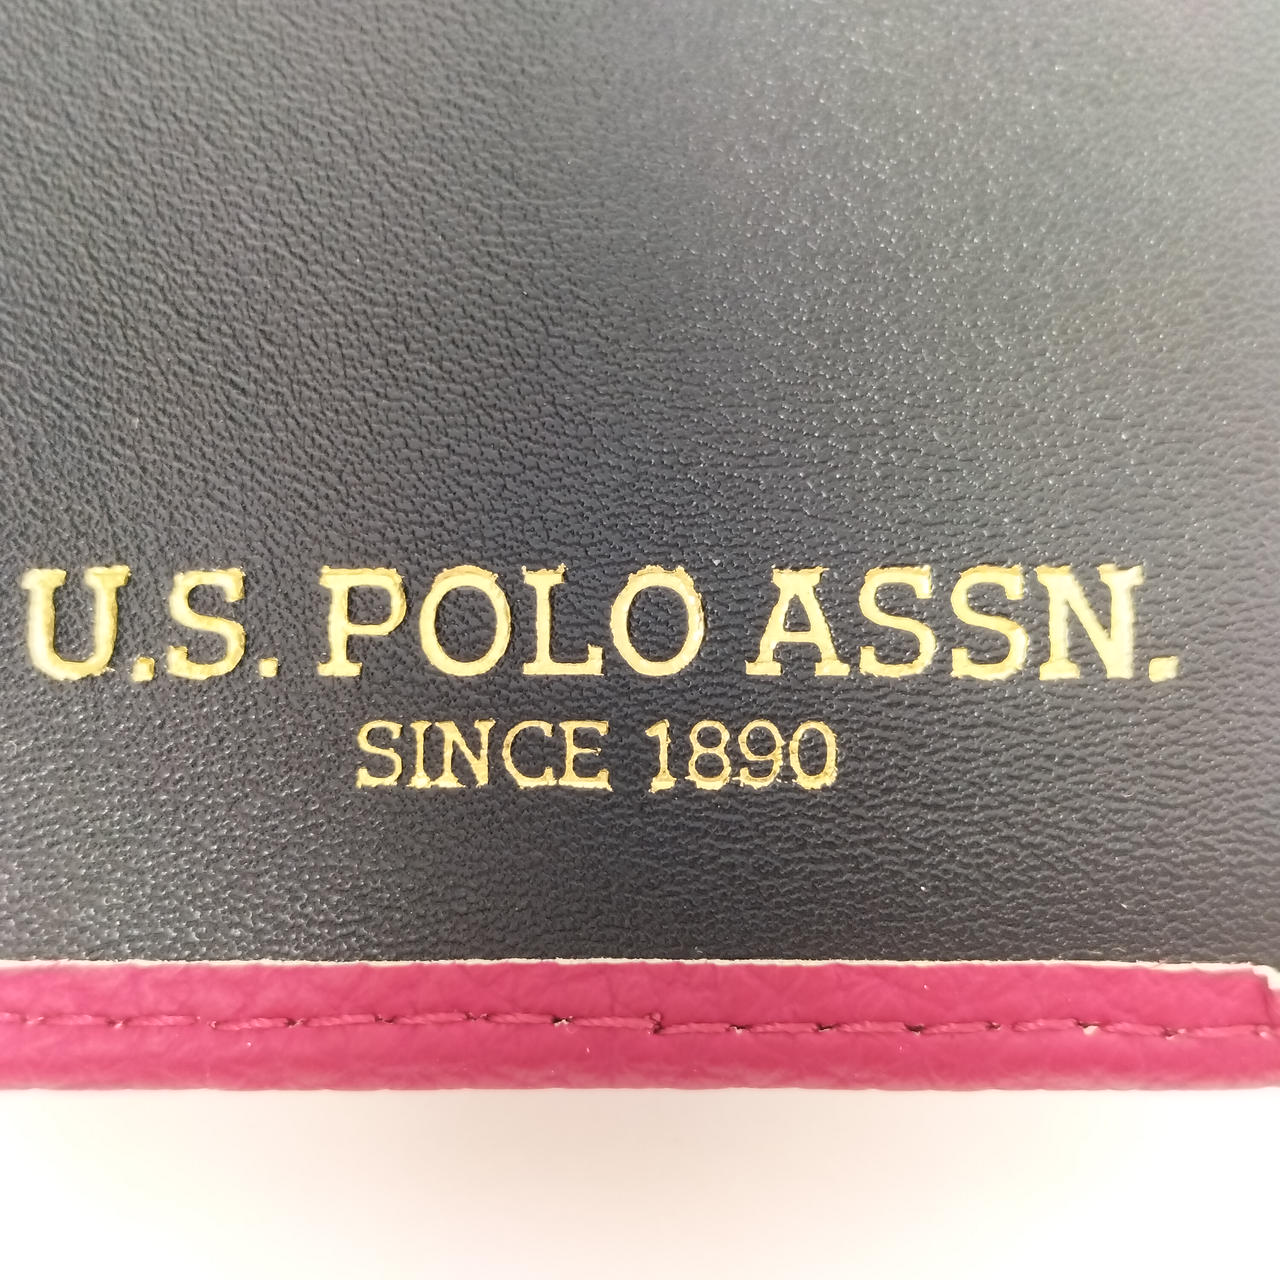 U.S. POLO ASSN.
SINCE 1890